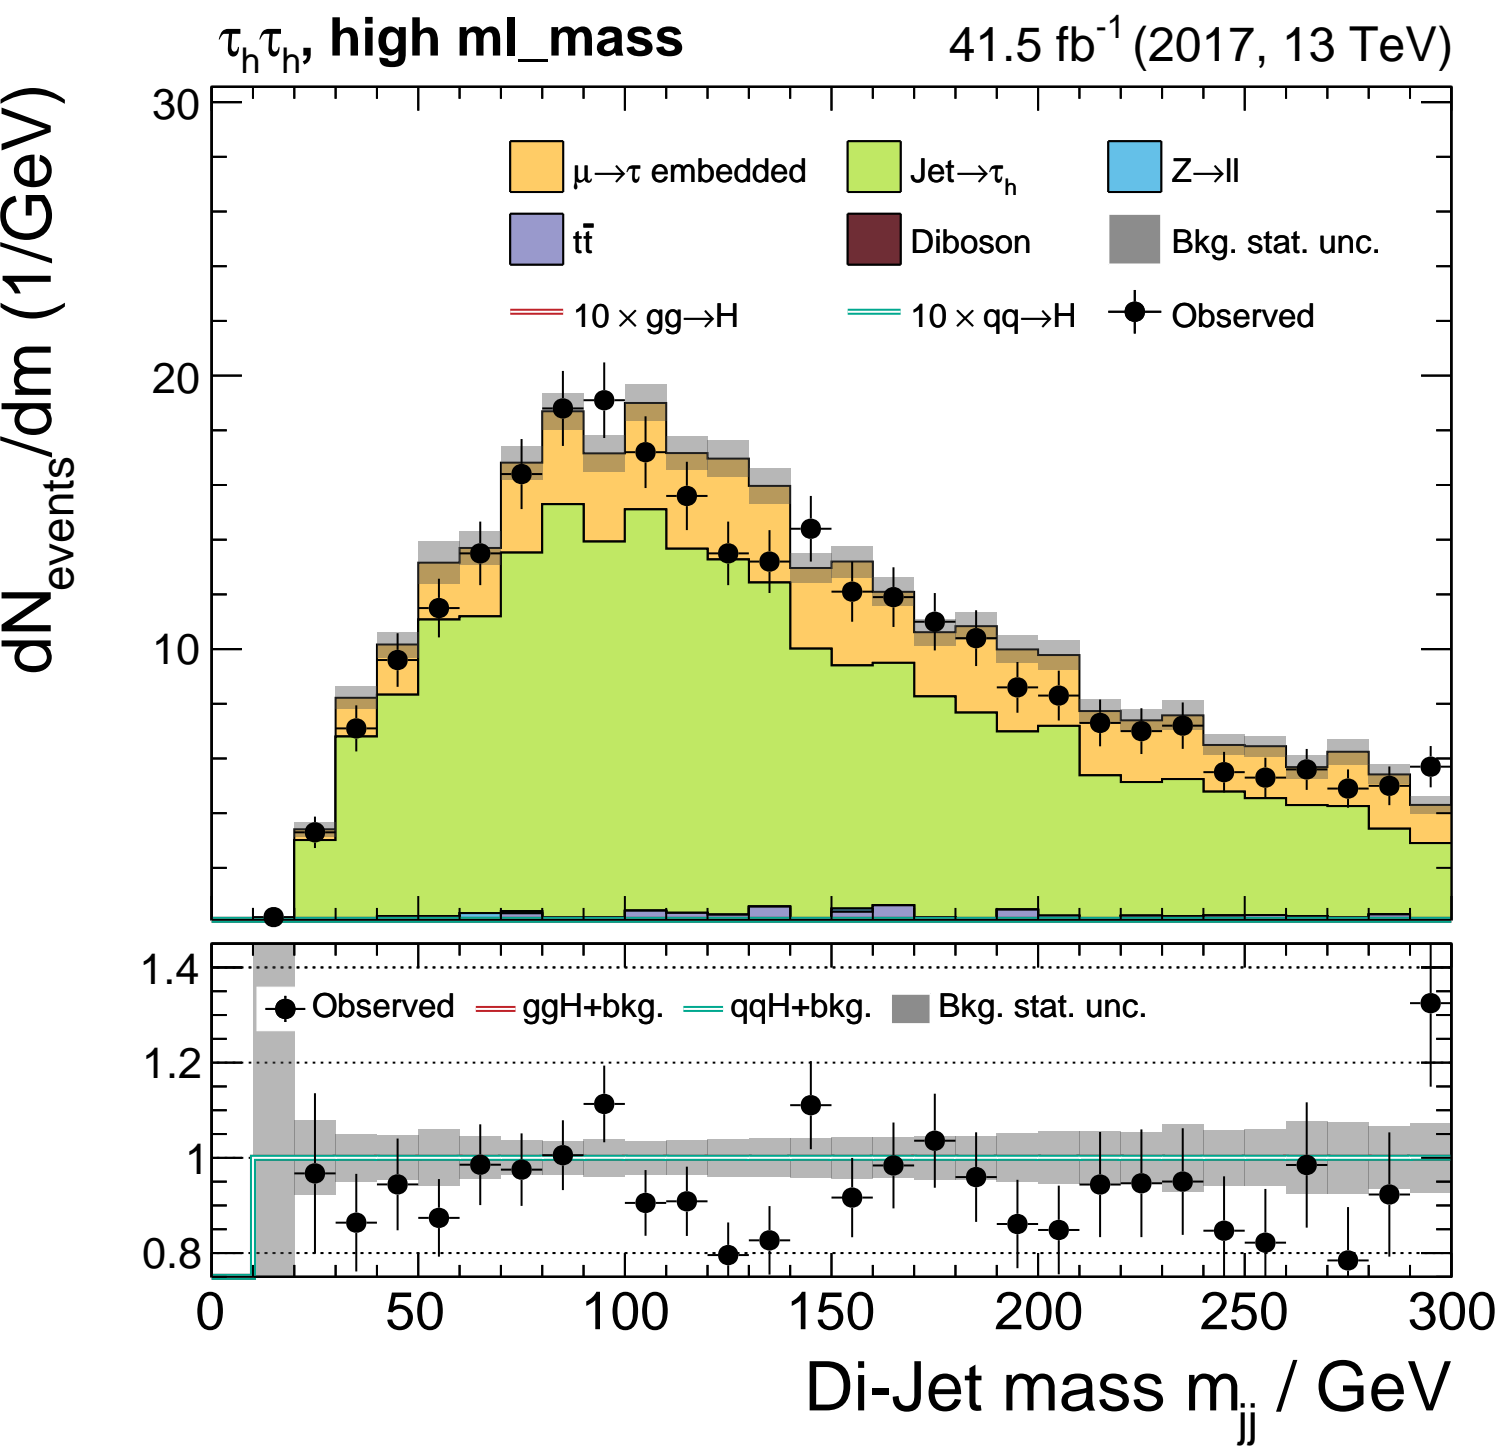 τhτh, high ml_mass 41.5 fb-1 (2017, 13 TeV)
dNevents/dm (1/GeV)
30
20
10
μ→τ embedded Jet→τh Z→ll
tt̄ Diboson Bkg. stat. unc.
10 × gg→H 10 × qq→H Observed
1.4
1.2
1
0.8
Observed ggH+bkg. qqH+bkg. Bkg. stat. unc.
0 50 100 150 200 250 300
Di-Jet mass mjj / GeV